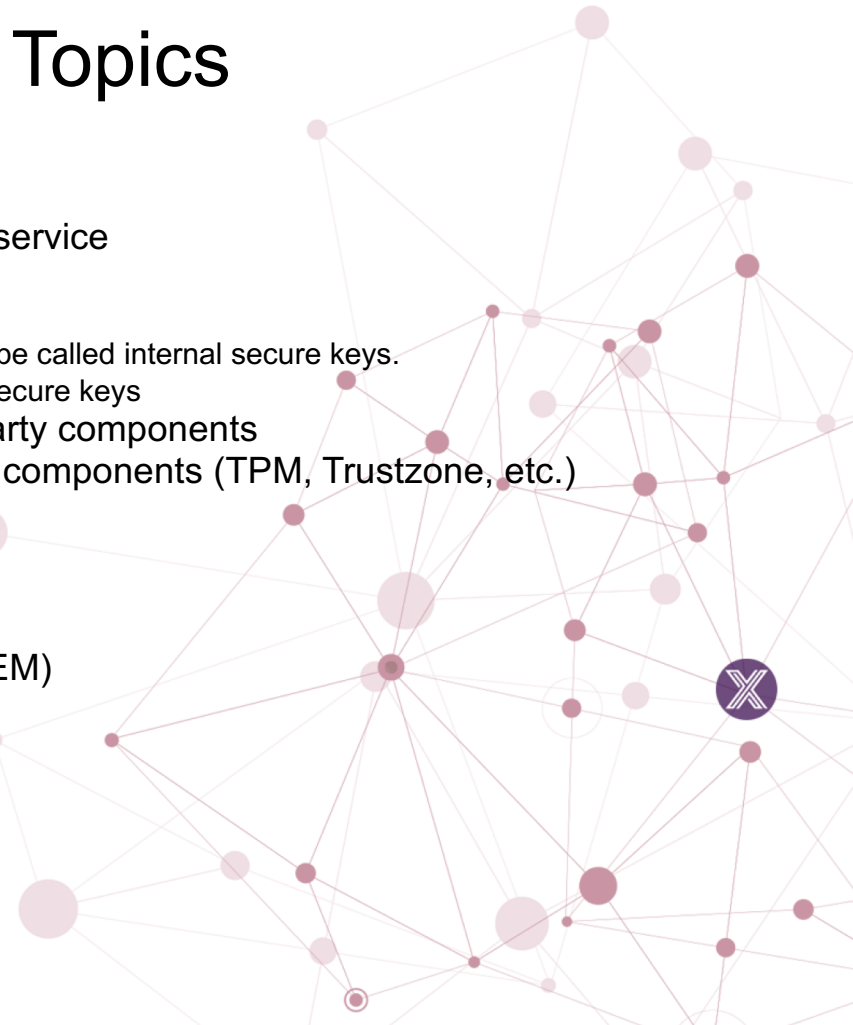 Topics
service
be called internal secure keys.
ecure keys
arty components
components (TPM, Trustzone, etc.)
EM)